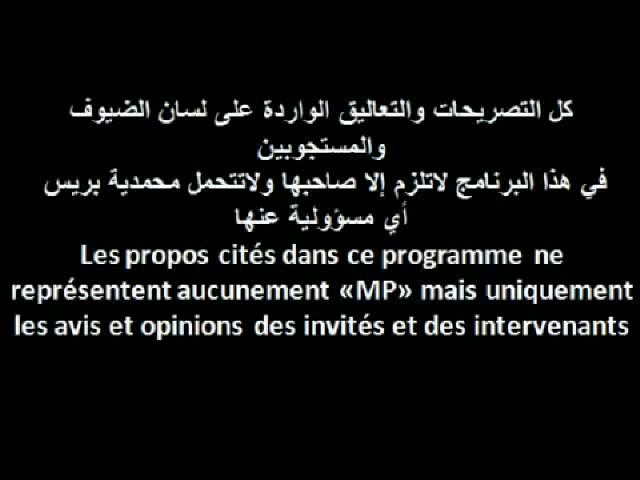 كل التصريحات والتعاليق الواردة على لسان الضيوف
والمستجوبين
في هذا البرنامج لاتلزم إلا صاحبها ولاتتحمل محمدية بريس
أي مسؤولية عنها
Les propos cités dans ce programme ne
représentent aucunement «MP» mais uniquement
les avis et opinions des invités et des intervenants